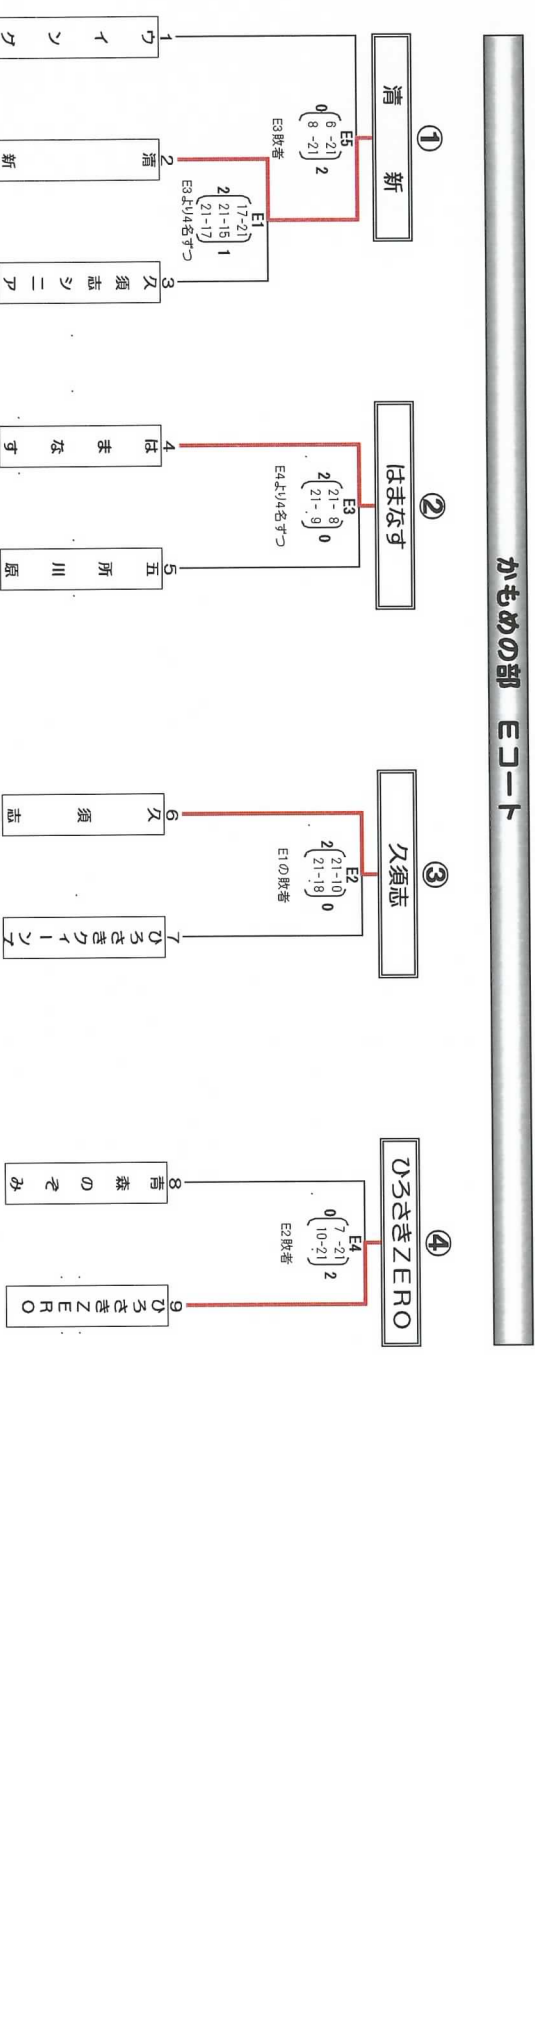 かもめの部 Eコート
①
清 新
E5
0 6 -21 2
8 -21
E3敗者
E1
17-21
2 21-15 1
21-17
E3より4名ずつ
1
ウィング
2
清新
3
久須志シニア
②
はまなす
E3
2 21- 8 0
21- 9
E4より4名ずつ
4
はまなす
5
五所川原
③
久須志
E2
2 21-10 0
21-18
E1の敗者
6
久須志
7
ひろさきクィーンズ
④
ひろさきZERO
E4
0 7 -21 2
10-21
E2敗者
8
青森のぞみ
9
ひろさきZERO